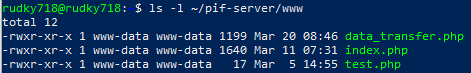 rudky718@rudky718:~$ ls -l ~/pif-server/www
total 12
-rwxr-xr-x 1 www-data www-data 1199 Mar 20 08:46 data_transfer.php
-rwxr-xr-x 1 www-data www-data 1640 Mar 11 07:31 index.php
-rwxr-xr-x 1 www-data www-data   17 Mar  5 14:55 test.php